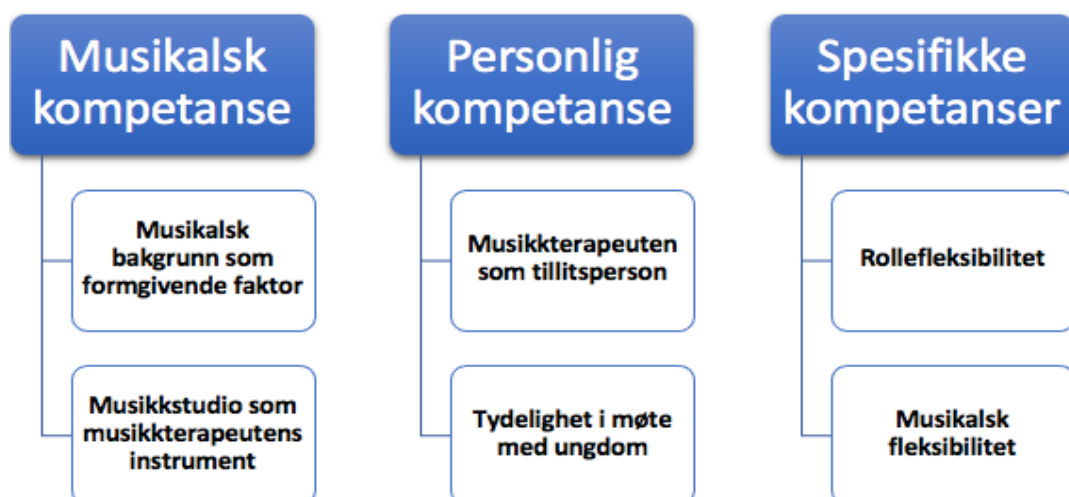 Musikalsk
kompetanse
Musikalsk
bakgrunn som
formgivende faktor
Musikkstudio som
musikkterapeutens
instrument
Personlig
kompetanse
Musikkterapeuten
som tillitsperson
Tydelighet i møte
med ungdom
Spesifikke
kompetanser
Rollefleksibilitet
Musikalsk
fleksibilitet